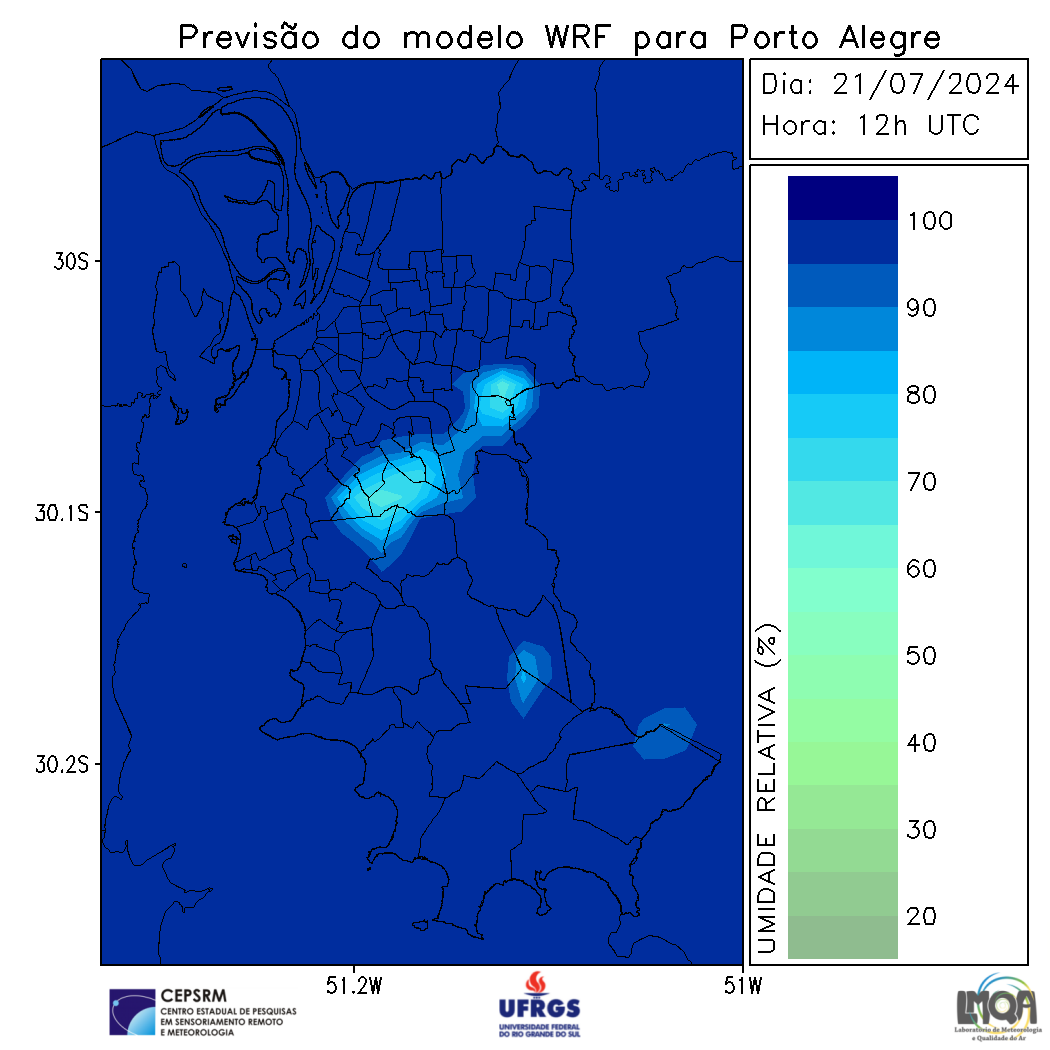 Previsão do modelo WRF para Porto Alegre
Dia: 21/07/2024
Hora: 12h UTC
100
90
80
70
60
50
40
30
20
UMIDADE RELATIVA (%)
30S
30.1S
30.2S
51.2W
51W
CEPSRM
CENTRO ESTADUAL DE PESQUISAS
EM SENSORIAMENTO REMOTO
E METEOROLOGIA
UFRGS
UNIVERSIDADE FEDERAL
DO RIO GRANDE DO SUL
LMQA
Laboratório de Meteorologia
e Qualidade do Ar